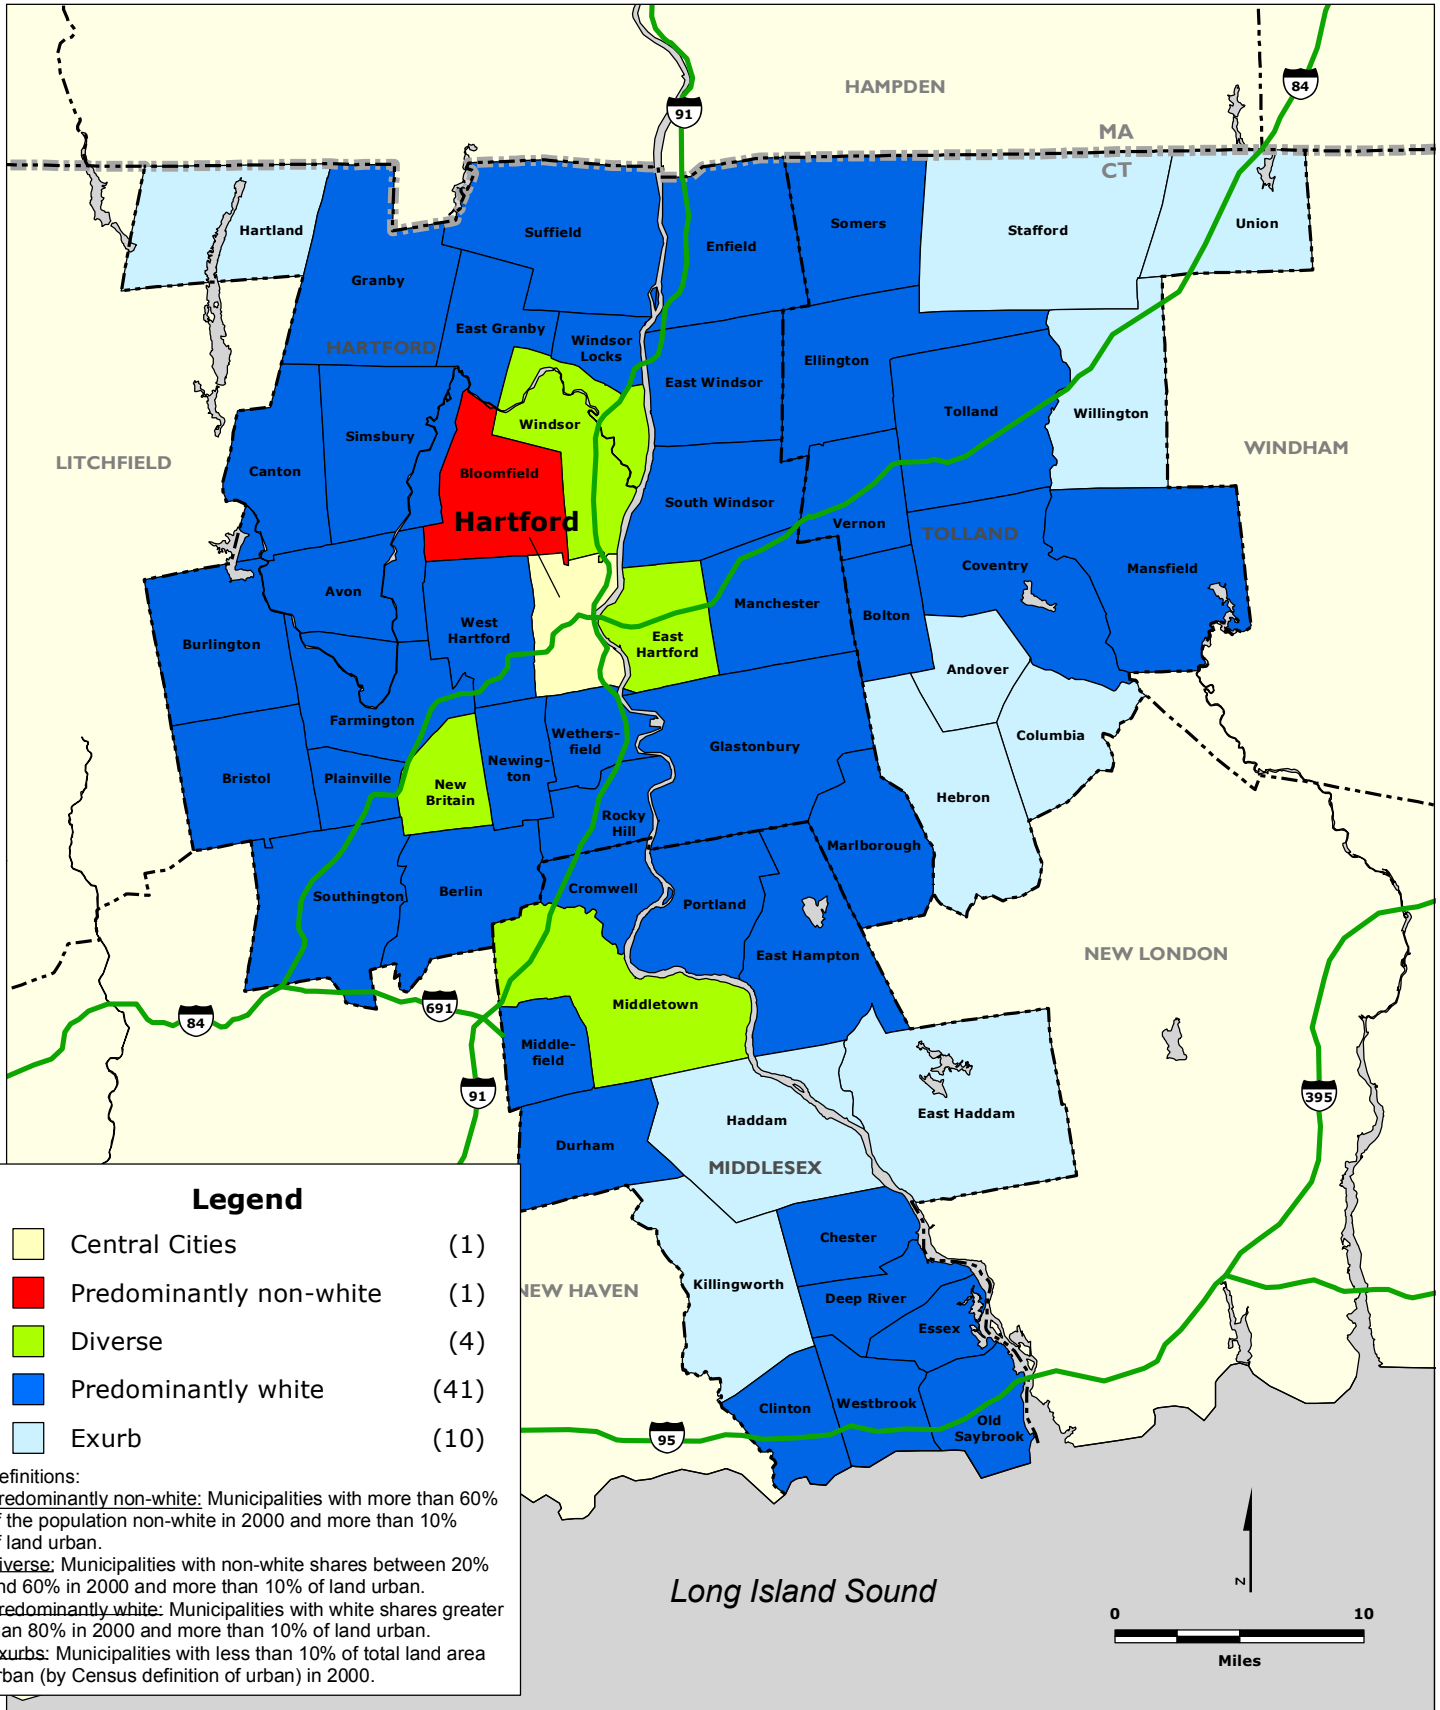 HAMPDEN
84
91
MA
CT
Hartland
Suffield
Enfield
Somers
Stafford
Union
Granby
East Granby
Windsor
Locks
HARTFORD
East Windsor
Ellington
Tolland
Willington
Simsbury
Windsor
LITCHFIELD
Canton
Bloomfield
WINDHAM
South Windsor
Hartford
Vernon
TOLLAND
Coventry
Mansfield
Avon
Manchester
Bolton
Burlington
West
Hartford
East
Hartford
Andover
Farmington
Wethers-
field
Glastonbury
Columbia
Bristol
Plainville
New
Britain
Newing-
ton
Hebron
Rocky
Hill
Marlborough
Southington
Berlin
Cromwell
Portland
East Hampton
NEW LONDON
Middletown
84
691
Middle-
field
91
395
Haddam
East Haddam
Durham
MIDDLESEX
Chester
NEW HAVEN
Killingworth
Deep River
Essex
Clinton
Westbrook
Old
Saybrook
95
Legend
Central Cities (1)
Predominantly non-white (1)
Diverse (4)
Predominantly white (41)
Exurb (10)
efinitions:
redominantly non-white: Municipalities with more than 60%
f the population non-white in 2000 and more than 10%
f land urban.
iverse: Municipalities with non-white shares between 20%
nd 60% in 2000 and more than 10% of land urban.
redominantly white: Municipalities with white shares greater
an 80% in 2000 and more than 10% of land urban.
xurbs: Municipalities with less than 10% of total land area
rban (by Census definition of urban) in 2000.
Long Island Sound
N
0 10
Miles